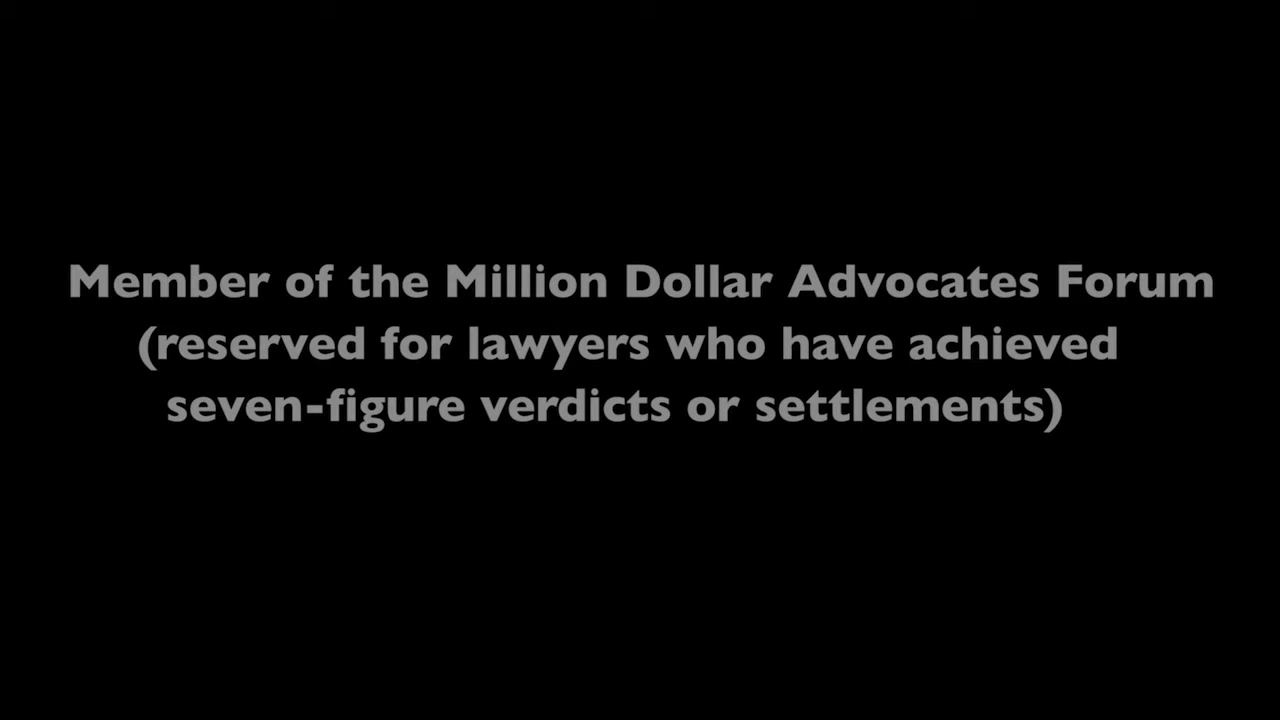 Member of the Million Dollar Advocates Forum
(reserved for lawyers who have achieved
seven-figure verdicts or settlements)